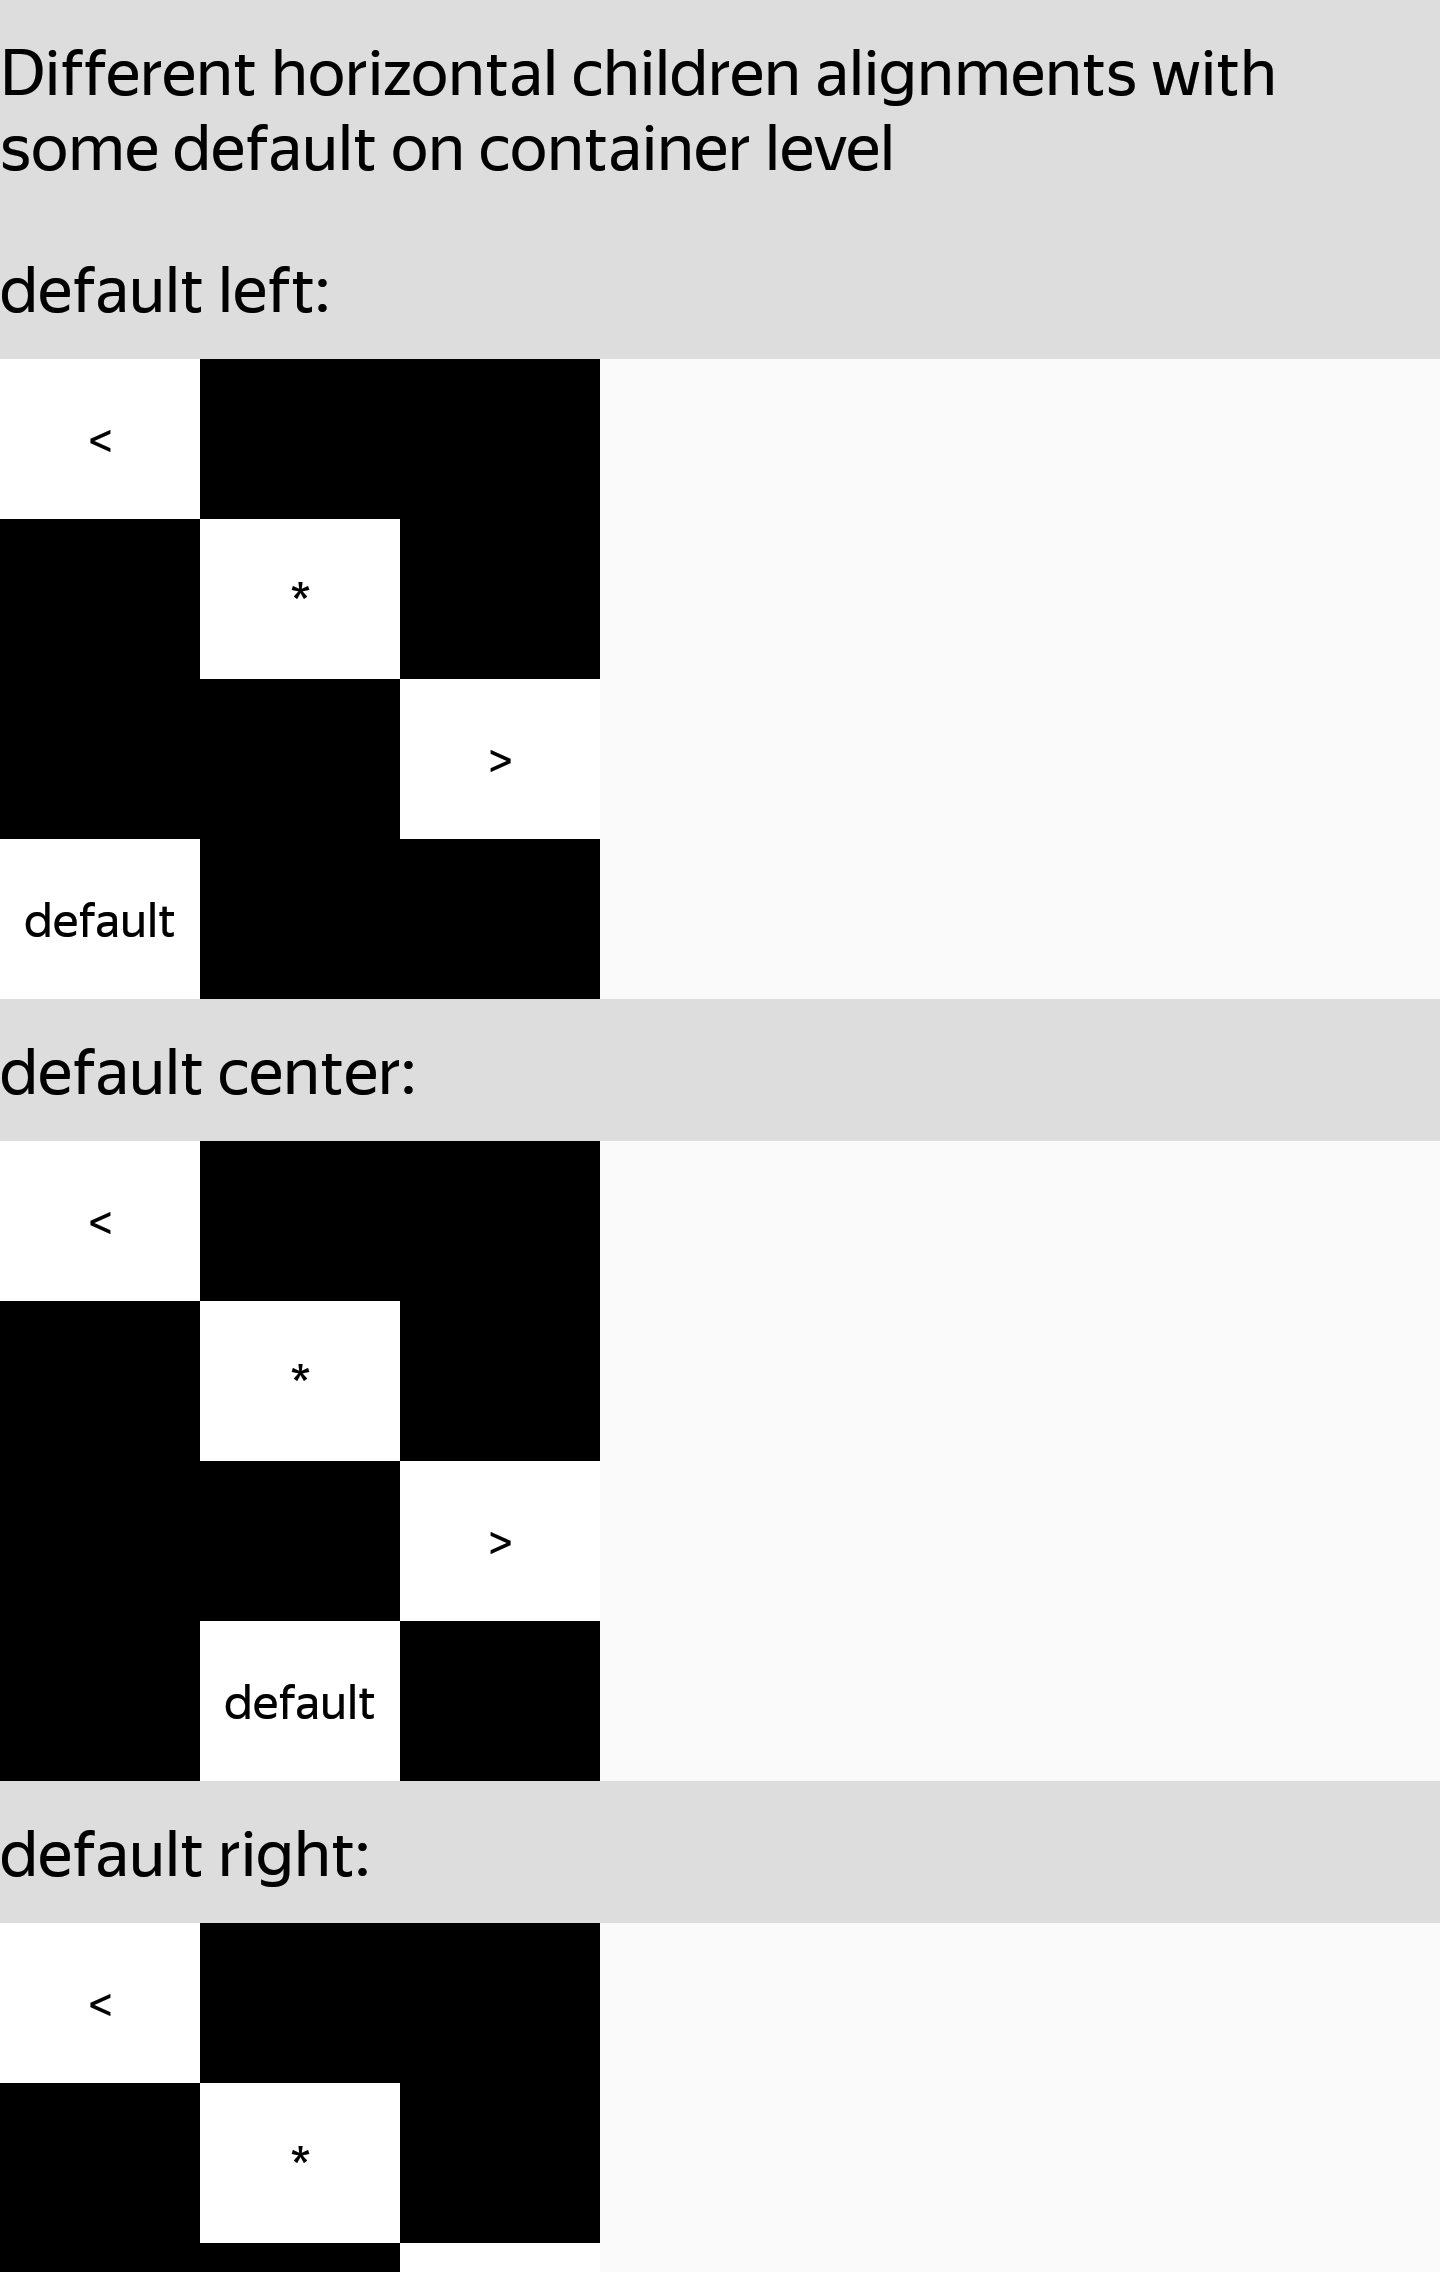 Different horizontal children alignments with
some default on container level
default left:
<
*
>
default
default center:
<
*
>
default
default right:
<
*